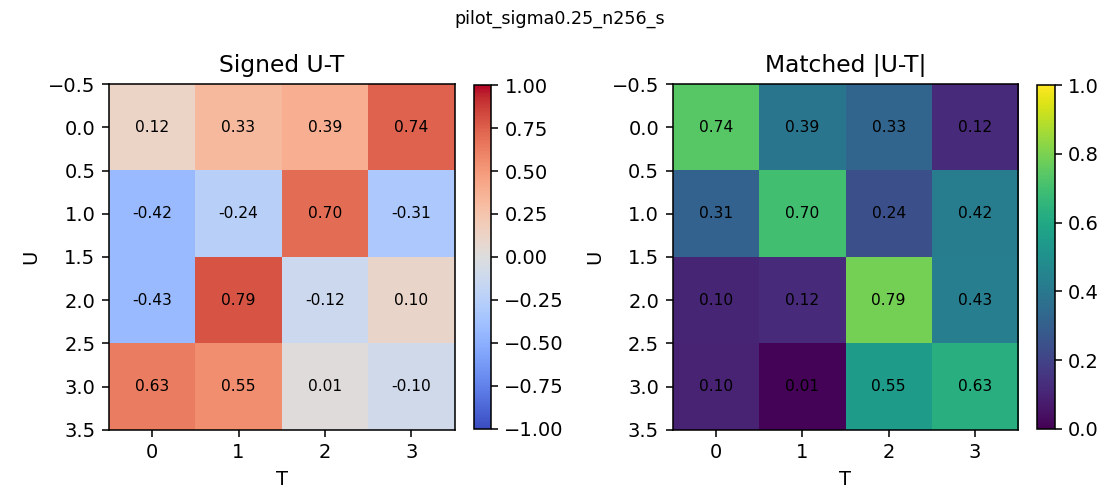 pilot_sigma0.25_n256_s
Signed U-T
−0.5
0.0
0.5
1.0
1.5
2.0
2.5
3.0
3.5
U
0.12 0.33 0.39 0.74
-0.42 -0.24 0.70 -0.31
-0.43 0.79 -0.12 0.10
0.63 0.55 0.01 -0.10
0 1 2 3
T
1.00
0.75
0.50
0.25
0.00
−0.25
−0.50
−0.75
−1.00
Matched |U-T|
−0.5
0.0
0.5
1.0
1.5
2.0
2.5
3.0
3.5
U
0.74 0.39 0.33 0.12
0.31 0.70 0.24 0.42
0.10 0.12 0.79 0.43
0.10 0.01 0.55 0.63
0 1 2 3
T
1.0
0.8
0.6
0.4
0.2
0.0